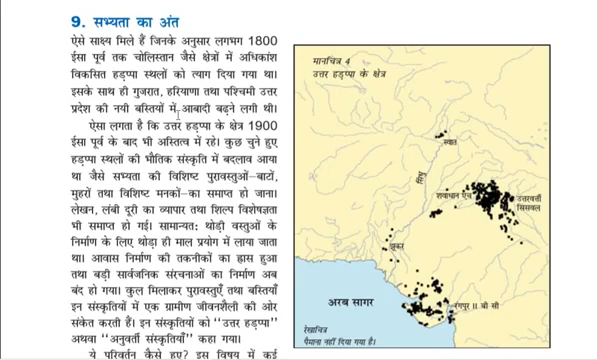 9. सभ्यता का अंत
ऐसे साक्ष्य मिले हैं जिनके अनुसार लगभग 1800
ईसा पूर्व तक चोलिस्तान जैसे क्षेत्रों में अधिकांश
विकसित हड़प्पा स्थलों को त्याग दिया गया था।
इसके साथ ही गुजरात, हरियाणा तथा पश्चिमी उत्तर
प्रदेश की नयी बस्तियों में आबादी बढ़ने लगी थी।
ऐसा लगता है कि उत्तर हड़प्पा के क्षेत्र 1900
ईसा पूर्व के बाद भी अस्तित्व में रहे। कुछ चुने हुए
हड़प्पा स्थलों की भौतिक संस्कृति में बदलाव आया
था जैसे सभ्यता की विशिष्ट पुरावस्तुओं-बाटों,
मुहरों तथा विशिष्ट मनकों-का समाप्त हो जाना।
लेखन, लंबी दूरी का व्यापार तथा शिल्प विशेषज्ञता
भी समाप्त हो गई। सामान्यत: थोड़ी वस्तुओं के
निर्माण के लिए थोड़ा ही माल प्रयोग में लाया जाता
था। आवास निर्माण की तकनीकों का ह्रास हुआ
तथा बड़ी सार्वजनिक संरचनाओं का निर्माण अब
बंद हो गया। कुल मिलाकर पुरावस्तुएँ तथा बस्तियाँ
इन संस्कृतियों में एक ग्रामीण जीवनशैली की ओर
संकेत करती हैं। इन संस्कृतियों को "उत्तर हड़प्पा"
अथवा "अनुवर्ती संस्कृतियाँ" कहा गया।
ये परिवर्तन कैसे हुए? इस विषय में कई
मानचित्र 4
उत्तर हड़प्पा के क्षेत्र
स्वात
सिंधु
शवाधान एच
उत्तरवर्ती
सिसवल
झुकर
रंगपुर II बी सी
अरब सागर
रेखाचित्र
पैमाना नहीं दिया गया है।